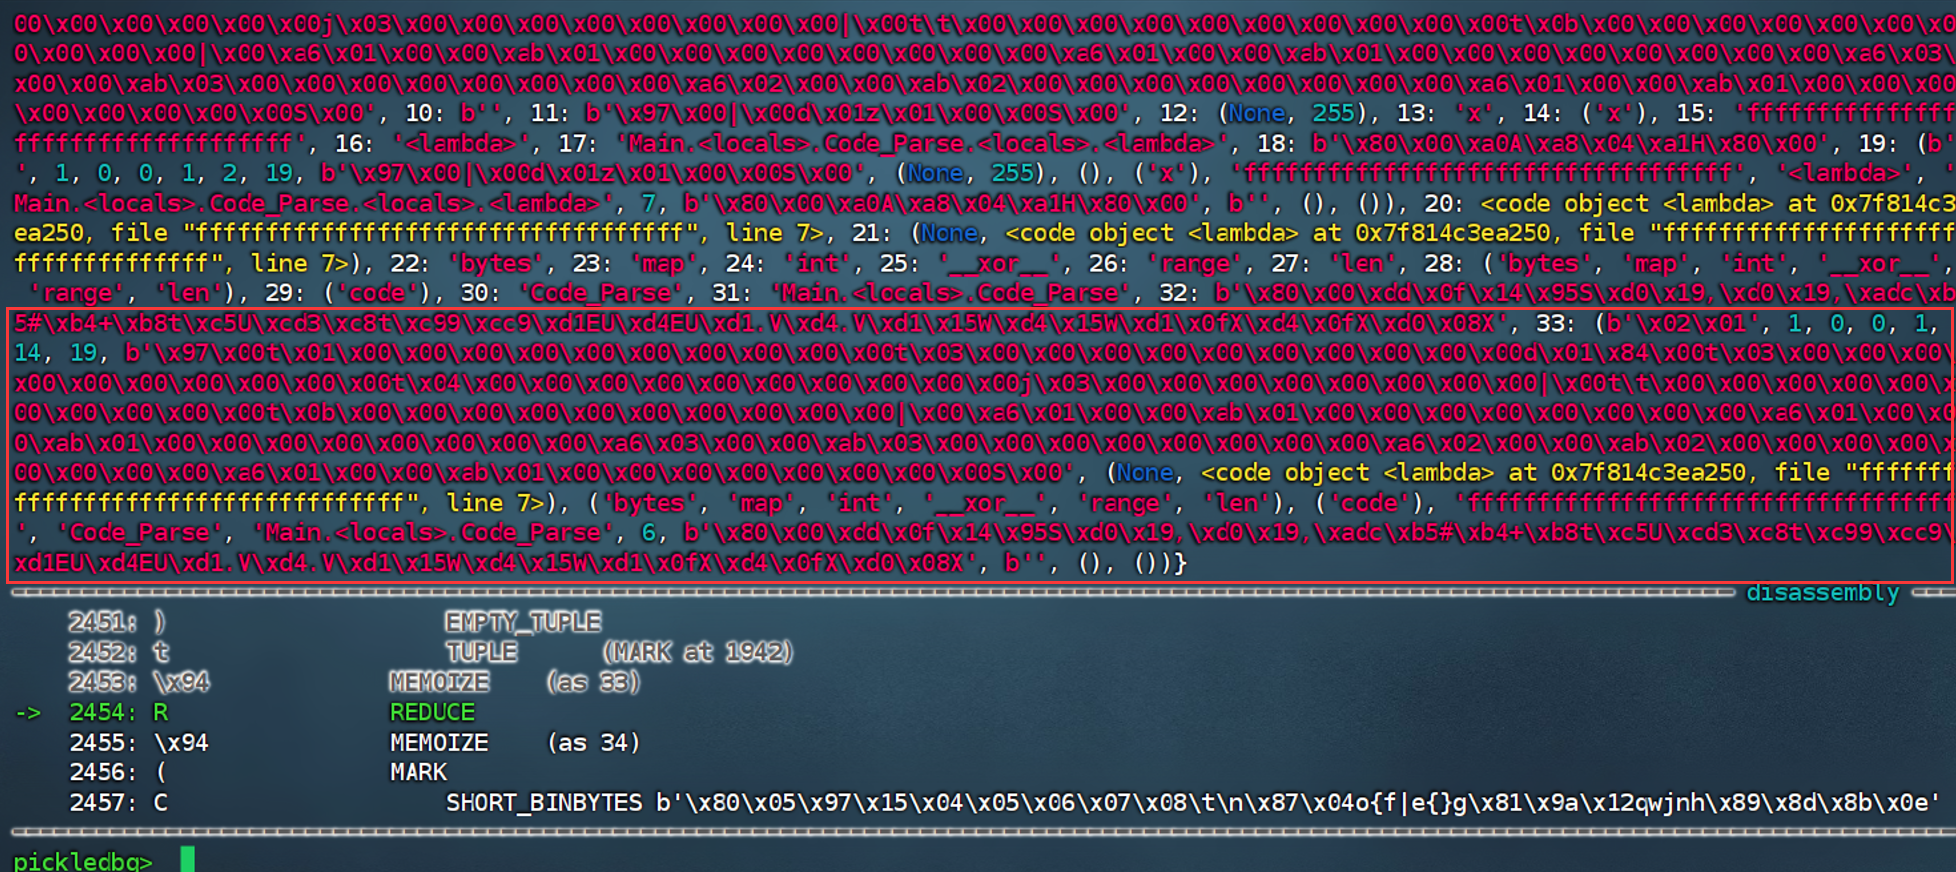 00\x00\x00\x00\x00j\x03\x00\x00\x00\x00\x00\x00\x00\x00\x00|\x00t\t\x00\x00\x00\x00\x00\x00\x00\x00\x00\x00\x00t\x0b\x00\x00\x00\x00\x00\x0
0\x00\x00\x00|\x00\xa6\x01\x00\x00\xab\x01\x00\x00\x00\x00\x00\x00\x00\x00\x00\xa6\x01\x00\x00\xab\x01\x00\x00\x00\x00\x00\x00\x00\x00\xa6\x03\
x00\x00\xab\x03\x00\x00\x00\x00\x00\x00\x00\x00\x00\xa6\x02\x00\x00\xab\x02\x00\x00\x00\x00\x00\x00\x00\x00\x00\xa6\x01\x00\x00\xab\x01\x00\x00\x00
\x00\x00\x00\x00\x00S\x00', 10: b'', 11: b'\x97\x00|\x00d\x01z\x01\x00\x00S\x00', 12: (None, 255), 13: 'x', 14: ('x'), 15: 'fffffffffffffff
ffffffffffffffffffff', 16: '<lambda>', 17: 'Main.<locals>.Code_Parse.<locals>.<lambda>', 18: b'\x80\x00\xa0A\xa8\x04\xa1H\x80\x00', 19: (b'
', 1, 0, 0, 1, 2, 19, b'\x97\x00|\x00d\x01z\x01\x00\x00S\x00', (None, 255), (), ('x'), 'fffffffffffffffffffffffffffffffffff', '<lambda>', '
Main.<locals>.Code_Parse.<locals>.<lambda>', 7, b'\x80\x00\xa0A\xa8\x04\xa1H\x80\x00', b'', (), ()), 20: <code object <lambda> at 0x7f814c3
ea250, file "fffffffffffffffffffffffffffffffffff", line 7>, 21: (None, <code object <lambda> at 0x7f814c3ea250, file "fffffffffffffffffffff
ffffffffffffff", line 7>), 22: 'bytes', 23: 'map', 24: 'int', 25: '__xor__', 26: 'range', 27: 'len', 28: ('bytes', 'map', 'int', '__xor__',
'range', 'len'), 29: ('code'), 30: 'Code_Parse', 31: 'Main.<locals>.Code_Parse', 32: b'\x80\x00\xdd\x0f\x14\x95S\xd0\x19,\xd0\x19,\xadc\xb
5#\xb4+\xb8t\xc5U\xcd3\xc8t\xc99\xcc9\xd1EU\xd4EU\xd1.V\xd4.V\xd1\x15W\xd4\x15W\xd1\x0fX\xd4\x0fX\xd0\x08X', 33: (b'\x02\x01', 1, 0, 0, 1,
14, 19, b'\x97\x00t\x01\x00\x00\x00\x00\x00\x00\x00\x00\x00\x00t\x03\x00\x00\x00\x00\x00\x00\x00\x00\x00\x00d\x01\x84\x00t\x03\x00\x00\x00\
x00\x00\x00\x00\x00\x00\x00t\x04\x00\x00\x00\x00\x00\x00\x00\x00\x00\x00j\x03\x00\x00\x00\x00\x00\x00\x00\x00\x00|\x00t\t\x00\x00\x00\x00\x
00\x00\x00\x00\x00t\x0b\x00\x00\x00\x00\x00\x00\x00\x00\x00\x00|\x00\xa6\x01\x00\x00\xab\x01\x00\x00\x00\x00\x00\x00\x00\x00\xa6\x01\x00\x0
0\xab\x01\x00\x00\x00\x00\x00\x00\x00\x00\xa6\x03\x00\x00\xab\x03\x00\x00\x00\x00\x00\x00\x00\x00\xa6\x02\x00\x00\xab\x02\x00\x00\x00\x00\x
00\x00\x00\x00\xa6\x01\x00\x00\xab\x01\x00\x00\x00\x00\x00\x00\x00\x00S\x00', (None, <code object <lambda> at 0x7f814c3ea250, file "fffffff
ffffffffffffffffffffffffffff", line 7>), ('bytes', 'map', 'int', '__xor__', 'range', 'len'), ('code'), 'fffffffffffffffffffffffffffffffffff
', 'Code_Parse', 'Main.<locals>.Code_Parse', 6, b'\x80\x00\xdd\x0f\x14\x95S\xd0\x19,\xd0\x19,\xadc\xb5#\xb4+\xb8t\xc5U\xcd3\xc8t\xc99\xcc9\
xd1EU\xd4EU\xd1.V\xd4.V\xd1\x15W\xd4\x15W\xd1\x0fX\xd4\x0fX\xd0\x08X', b'', (), ())}
disassembly
2451: ) EMPTY_TUPLE
2452: t TUPLE (MARK at 1942)
2453: \x94 MEMOIZE (as 33)
-> 2454: R REDUCE
2455: \x94 MEMOIZE (as 34)
2456: ( MARK
2457: C SHORT_BINBYTES b'\x80\x05\x97\x15\x04\x05\x06\x07\x08\t\n\x87\x04o{f|e{}g\x81\x9a\x12qwjnh\x89\x8d\x8b\x0e'
pickledbg>